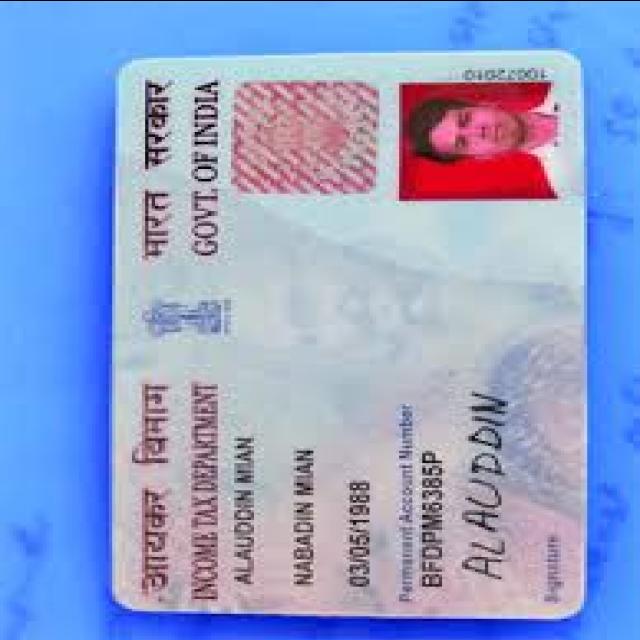 आयकर विभाग
INCOME TAX DEPARTMENT
भारत सरकार
GOVT. OF INDIA
ALAUDDIN MIAN
NABADIN MIAN
03/05/1988
Permanent Account Number
BFDPM6385P
ALAUDDIN
Signature
10072010